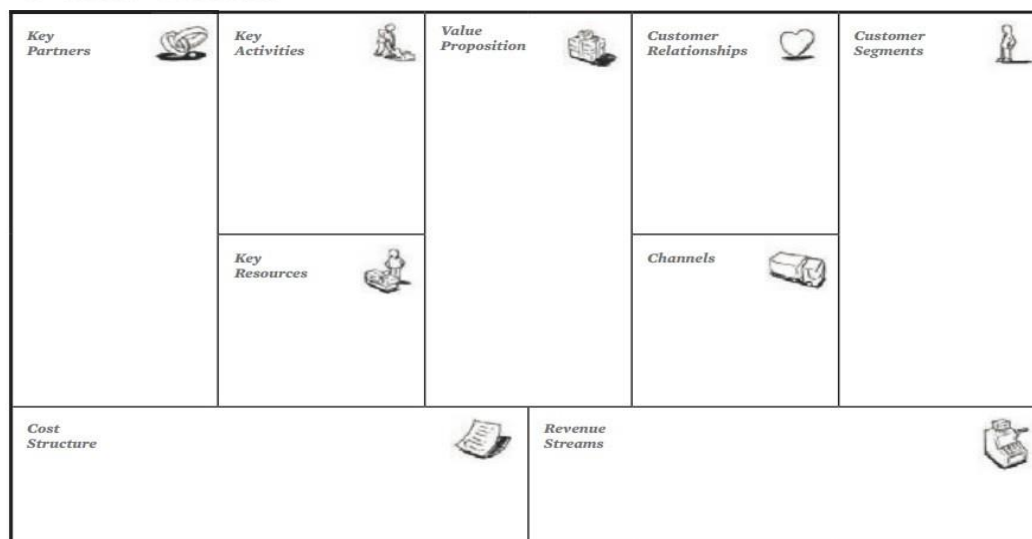 Key
Partners
Key
Activities
Value
Proposition
Customer
Relationships
Customer
Segments
Key
Resources
Channels
Cost
Structure
Revenue
Streams